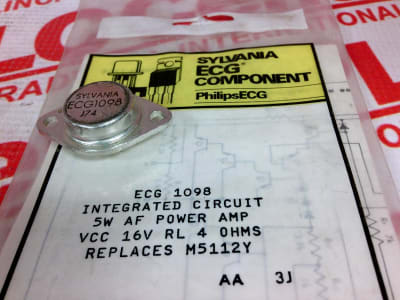 SYLVANIA
ECG
COMPONENT
PhilipsECG
SYLVANIA
ECG1098
J74
ECG 1098
INTEGRATED CIRCUIT
5W AF POWER AMP
VCC 16V RL 4 OHMS
REPLACES M5112Y
AA 3J